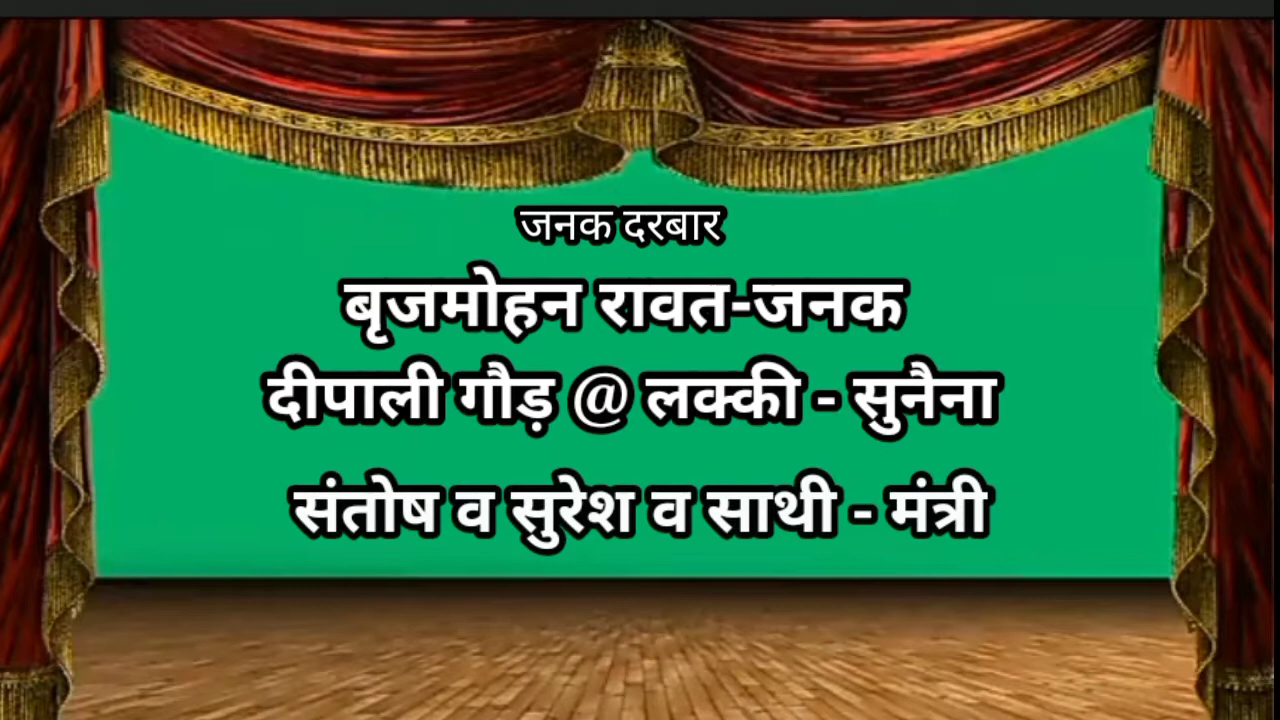 जनक दरबार
बृजमोहन रावत-जनक
दीपाली गौड़ @ लक्की - सुनैना
संतोष व सुरेश व साथी - मंत्री